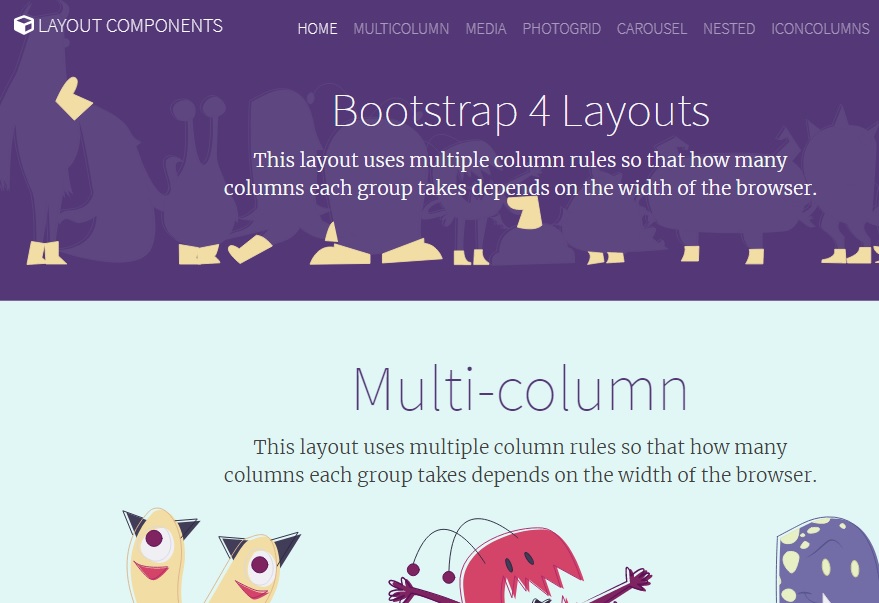 LAYOUT COMPONENTS
HOME MULTICOLUMN MEDIA PHOTOGRID CAROUSEL NESTED ICONCOLUMNS
Bootstrap 4 Layouts
This layout uses multiple column rules so that how many
columns each group takes depends on the width of the browser.
Multi-column
This layout uses multiple column rules so that how many
columns each group takes depends on the width of the browser.